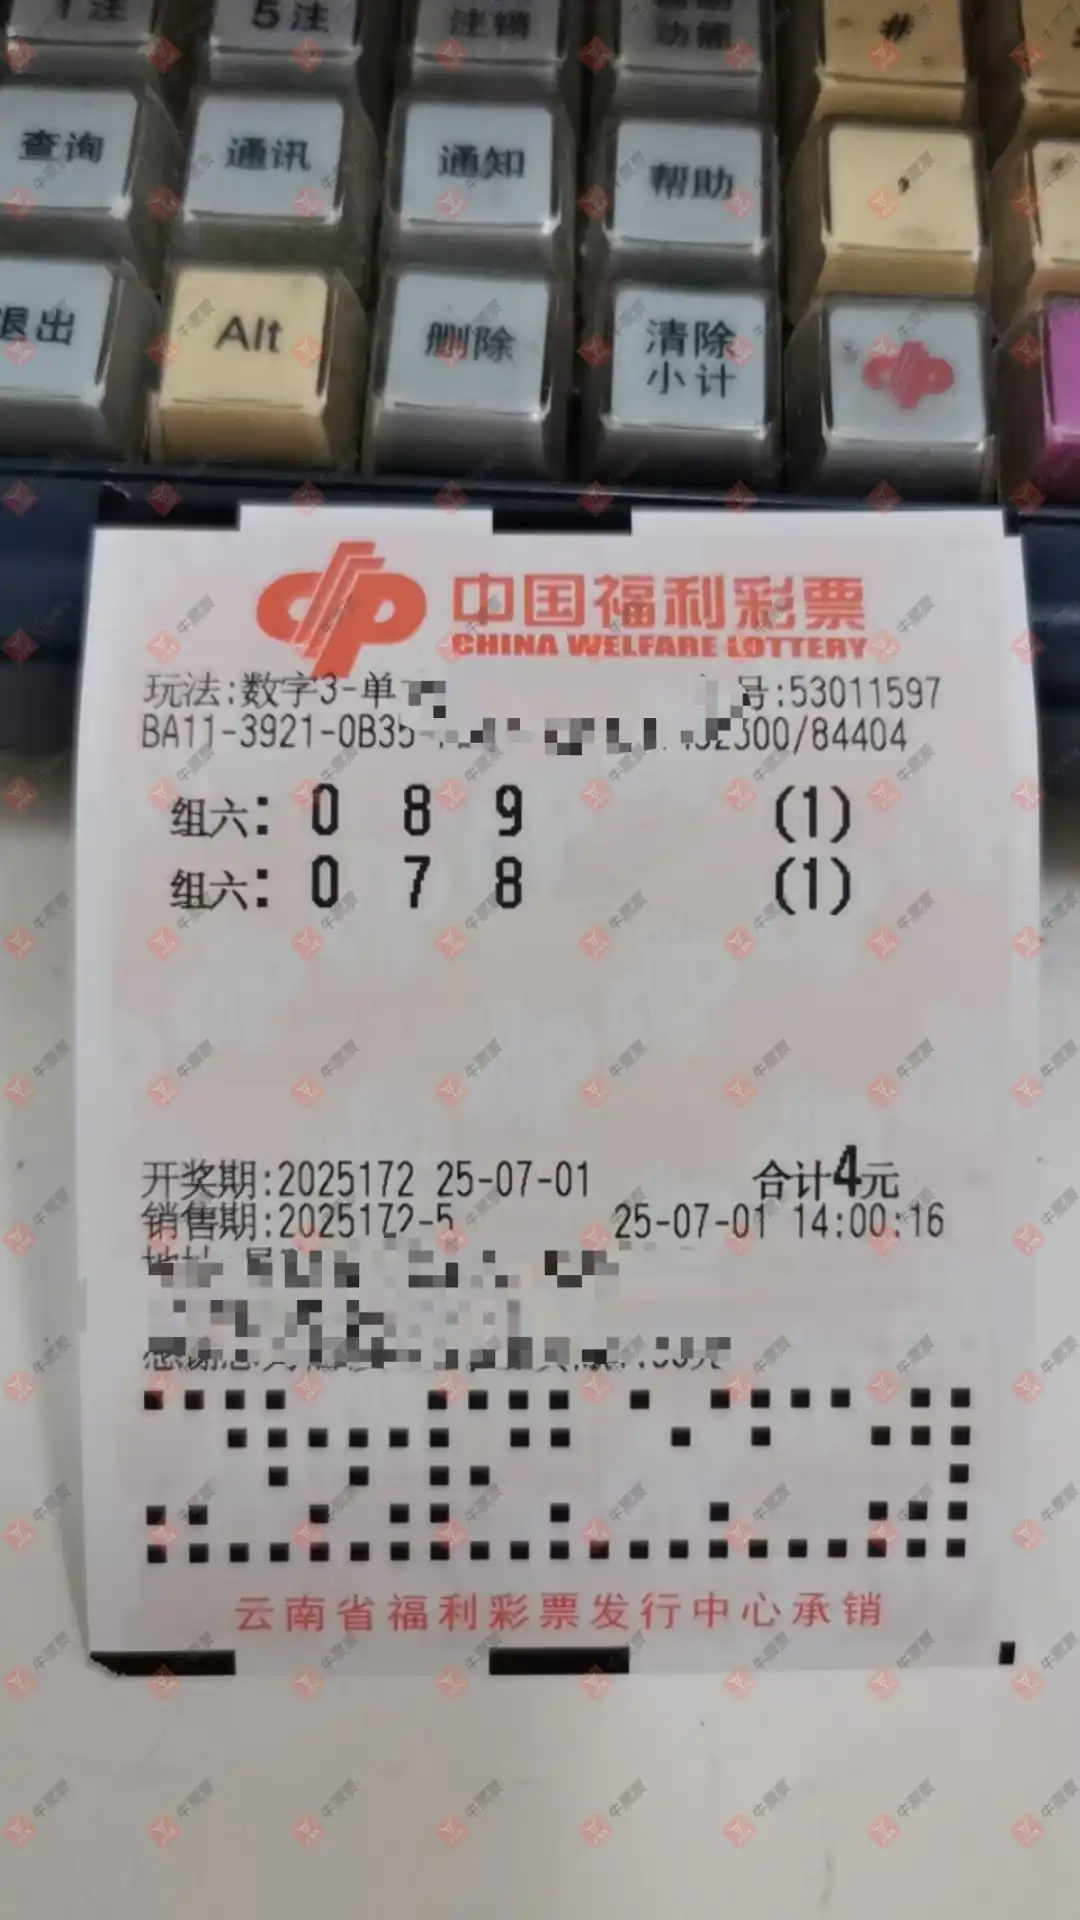 5注
注销
#
查询 通讯 通知 帮助
Alt 删除 清除
小计
中国福利彩票
CHINA WELFARE LOTTERY
玩法:数字3-单 号:53011597
BA11-3921-0B35- 300/84404
组六: 0 8 9 (1)
组六: 0 7 8 (1)
开奖期:2025172 25-07-01 合计4元
销售期:2025172-5 25-07-01 14:00:16
云南省福利彩票发行中心承销
牛票票